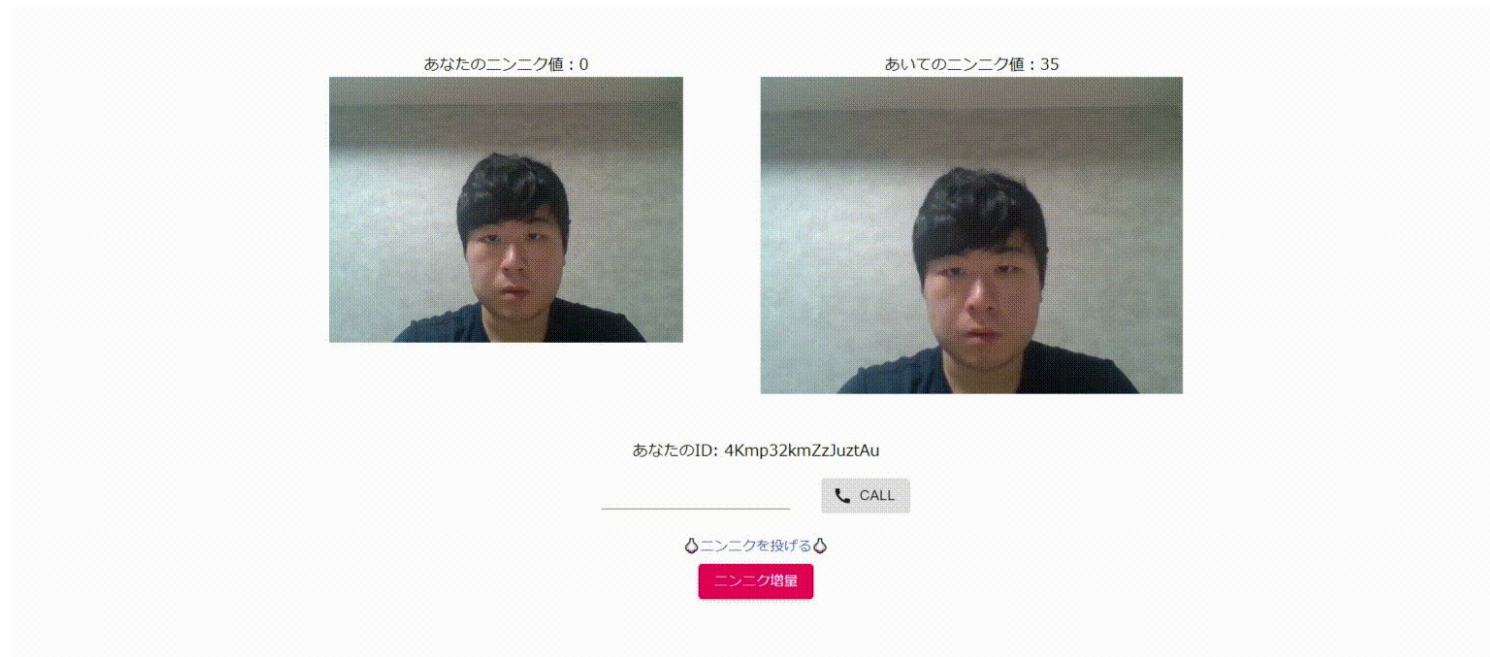 あなたのニンニク値：0
あいてのニンニク値：35
あなたのID: 4Kmp32kmZzJuztAu
CALL
ニンニクを投げる
ニンニク増量